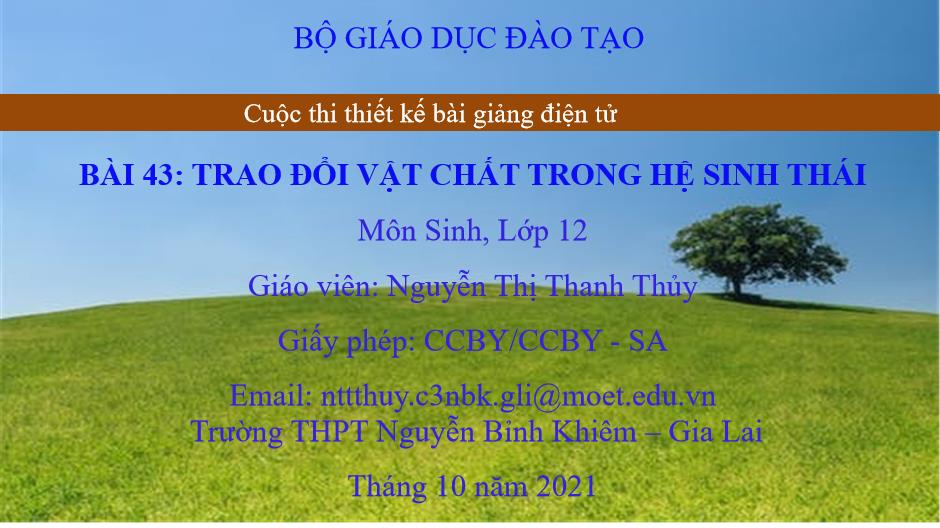 BỘ GIÁO DỤC ĐÀO TẠO
Cuộc thi thiết kế bài giảng điện tử
BÀI 43: TRAO ĐỔI VẬT CHẤT TRONG HỆ SINH THÁI
Môn Sinh, Lớp 12
Giáo viên: Nguyễn Thị Thanh Thủy
Giấy phép: CCBY/CCBY - SA
Email: nttthuy.c3nbk.gli@moet.edu.vn
Trường THPT Nguyễn Bỉnh Khiêm – Gia Lai
Tháng 10 năm 2021